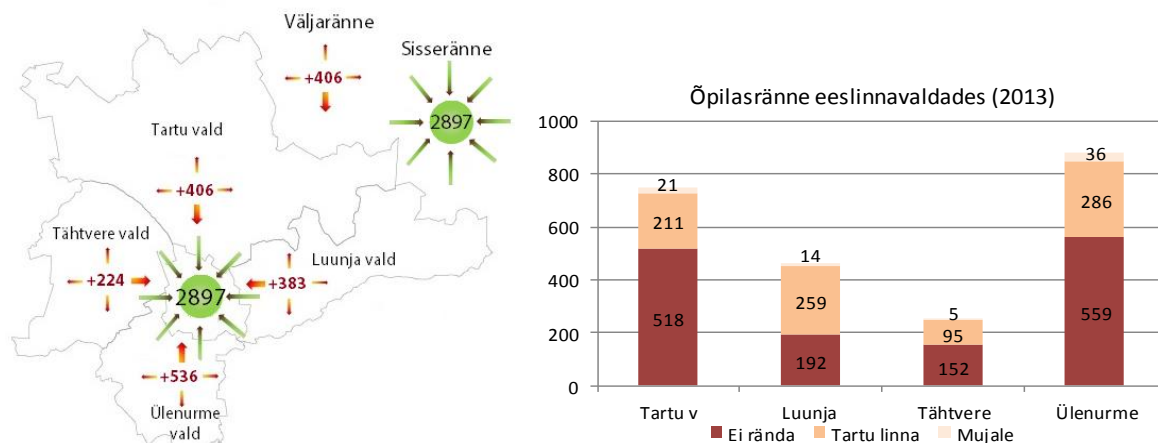 Väljaränne
+406
Sisseränne
2897
Tartu vald
+406
Tähtvere vald
+224
Luunja vald
+383
2897
+536
Ülenurme
vald
Õpilasränne eeslinnavaldades (2013)
1000
800
600
400
200
0
21
211
518
14
259
192
5
95
152
36
286
559
Tartu v Luunja Tähtvere Ülenurme
Ei rända Tartu linna Mujale